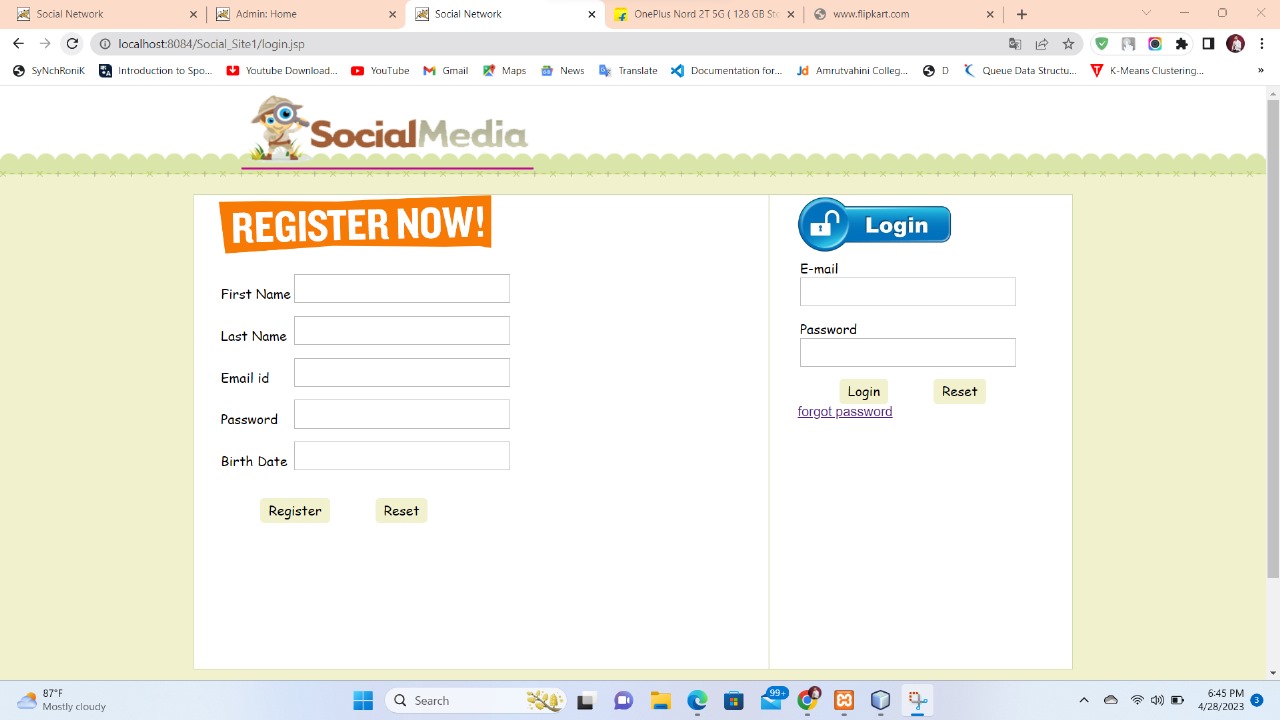 Social Network
Admin: Home
Social Network
OnePlus Nord 2T 5G ( 128 GB Sto
www.flipkart.com
localhost:8084/Social_Site1/login.jsp
SyNchRoniK
Introduction to Spo...
Youtube Download...
YouTube
Gmail
Maps
News
Translate
Documentation for...
Amrutvahini Colleg...
D
Queue Data Structu...
K-Means Clustering...
»
SocialMedia
REGISTER NOW!
First Name
Last Name
Email id
Password
Birth Date
Register Reset
Login
E-mail
Password
Login Reset
forgot password
87°F
Mostly cloudy
Search
99+
6:45 PM
4/28/2023
3